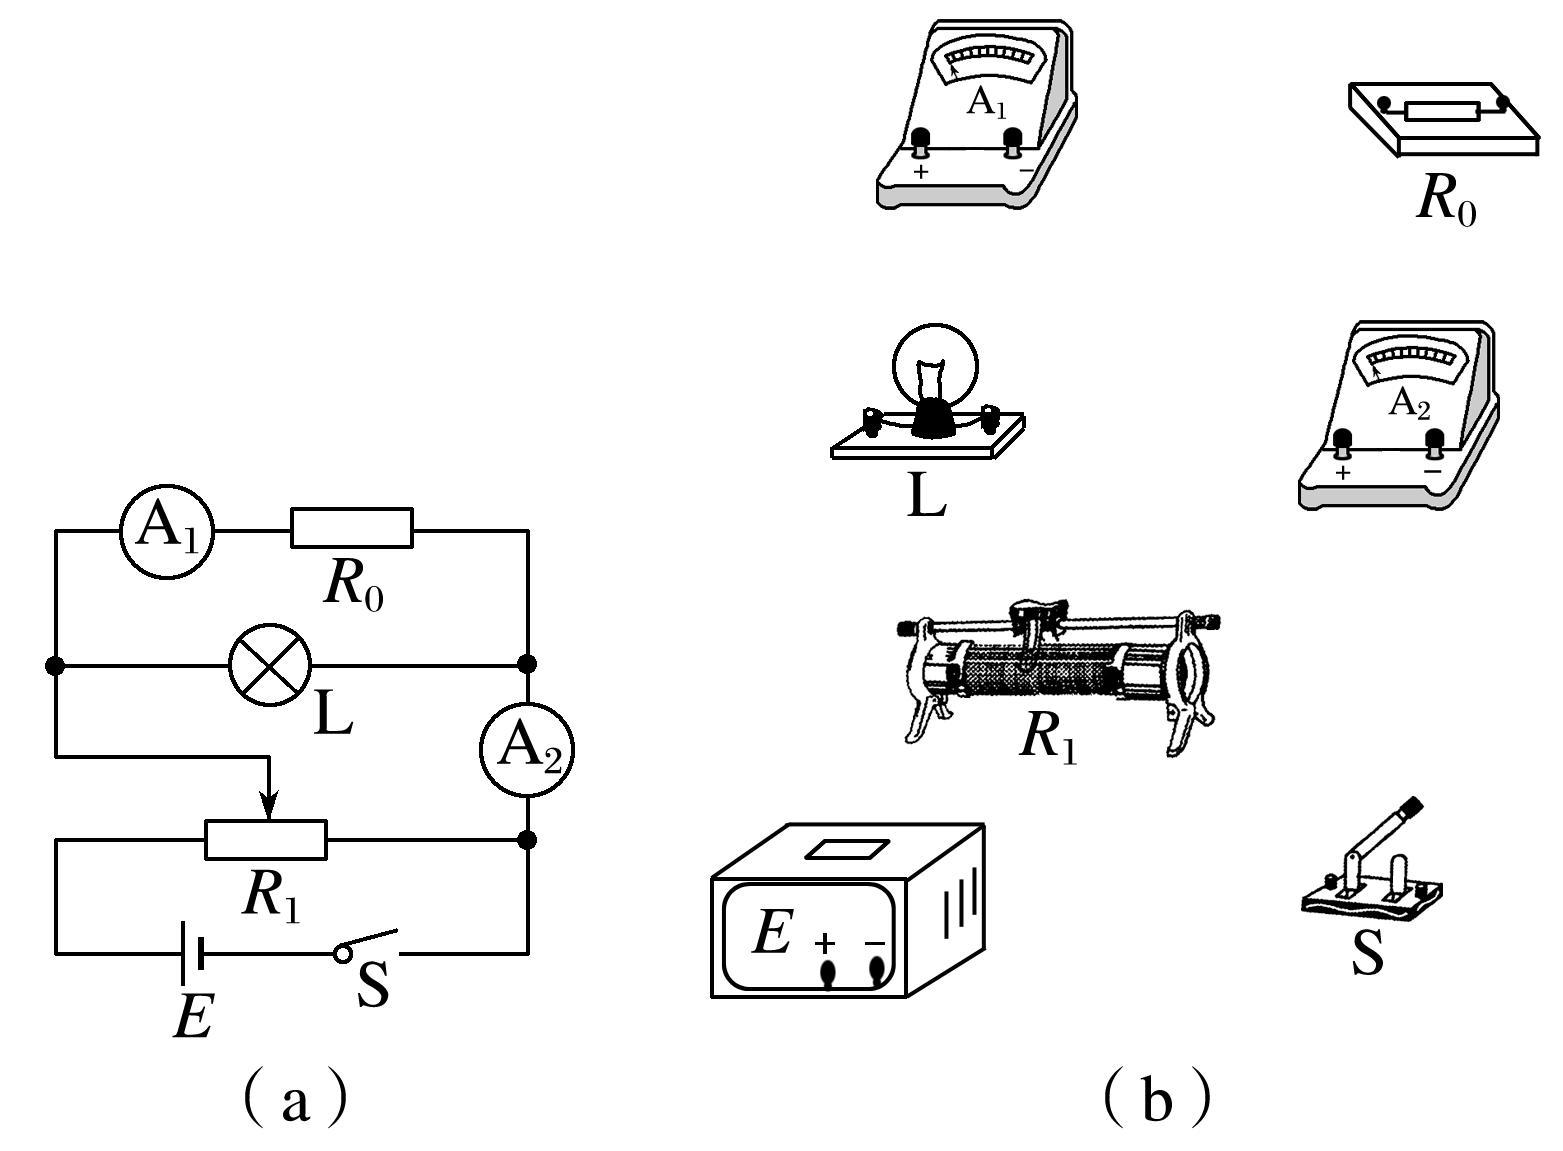 A₁
R₀
L
A₂
R₁
E
S
(a)
A₁
+ −
R₀
L
A₂
+ −
R₁
E + −
S
(b)